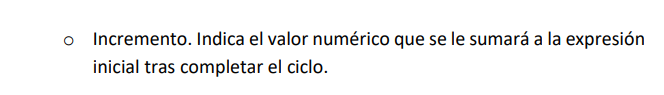 o Incremento. Indica el valor numérico que se le sumará a la expresión
inicial tras completar el ciclo.